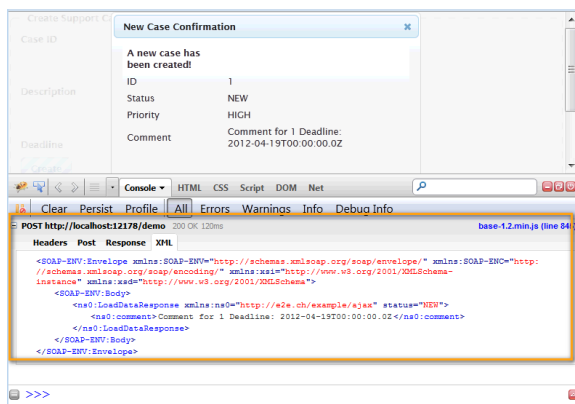 Create Support Ca
Case ID
Description
Deadline
New Case Confirmation
A new case has
been created!
ID 1
Status NEW
Priority HIGH
Comment Comment for 1 Deadline:
2012-04-19T00:00:00.0Z
Console HTML CSS Script DOM Net
Clear Persist Profile All Errors Warnings Info Debug Info
POST http://localhost:12178/demo 200 OK 120ms base-1.2.min.js (line 845
Headers Post Response XML
<SOAP-ENV:Envelope xmlns:SOAP-ENV="http://schemas.xmlsoap.org/soap/envelope/" xmlns:SOAP-ENC="http:
//schemas.xmlsoap.org/soap/encoding/" xmlns:xsi="http://www.w3.org/2001/XMLSchema-
instance" xmlns:xsd="http://www.w3.org/2001/XMLSchema">
<SOAP-ENV:Body>
<ns0:LoadDataResponse xmlns:ns0="http://e2e.ch/example/ajax" status="NEW">
<ns0:comment>Comment for 1 Deadline: 2012-04-19T00:00:00.0Z</ns0:comment>
</ns0:LoadDataResponse>
</SOAP-ENV:Body>
</SOAP-ENV:Envelope>
>>>